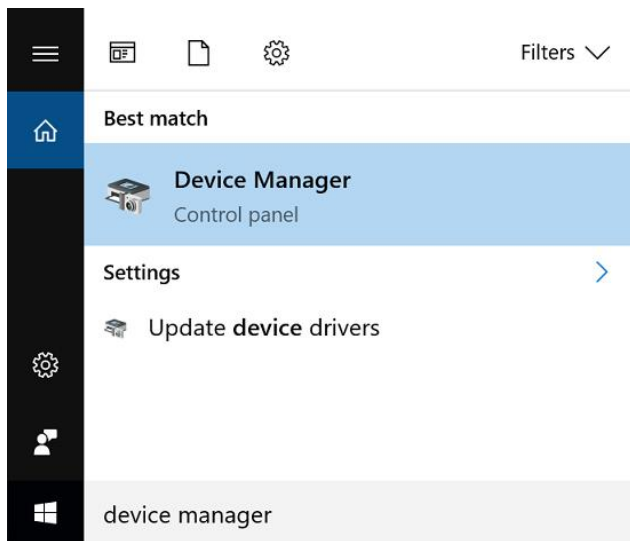 Filters
Best match
Device Manager
Control panel
Settings
Update device drivers
device manager